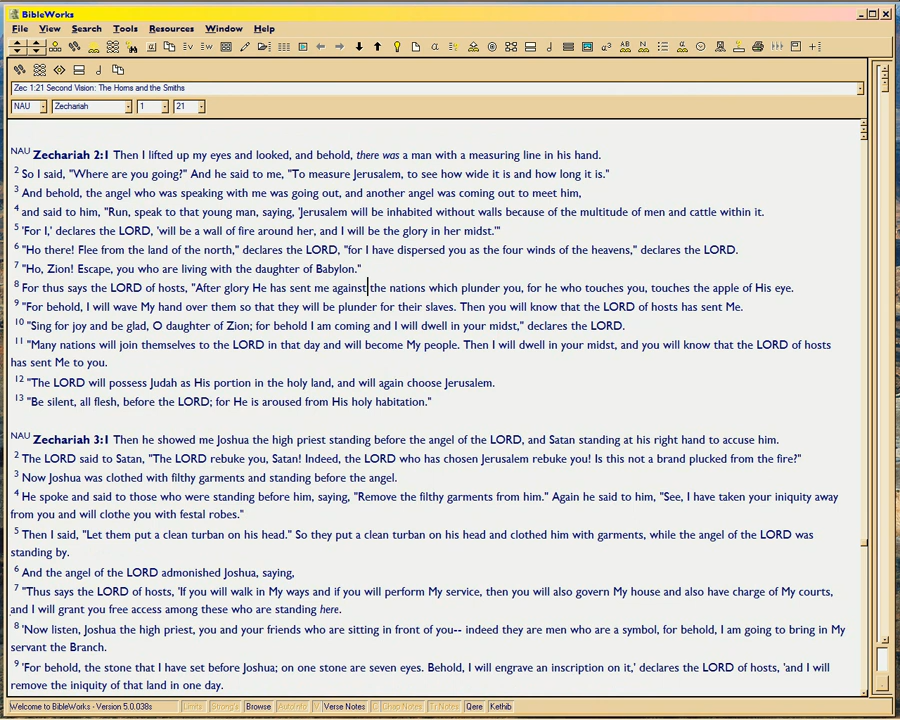 BibleWorks
File View Search Tools Resources Window Help
Zec 1:21 Second Vision: The Horns and the Smiths
NAU Zechariah 1 21
NAU Zechariah 2:1 Then I lifted up my eyes and looked, and behold, there was a man with a measuring line in his hand.
2 So I said, "Where are you going?" And he said to me, "To measure Jerusalem, to see how wide it is and how long it is."
3 And behold, the angel who was speaking with me was going out, and another angel was coming out to meet him,
4 and said to him, "Run, speak to that young man, saying, 'Jerusalem will be inhabited without walls because of the multitude of men and cattle within it.
5 'For I,' declares the LORD, 'will be a wall of fire around her, and I will be the glory in her midst.'"
6 "Ho there! Flee from the land of the north," declares the LORD, "for I have dispersed you as the four winds of the heavens," declares the LORD.
7 "Ho, Zion! Escape, you who are living with the daughter of Babylon."
8 For thus says the LORD of hosts, "After glory He has sent me against the nations which plunder you, for he who touches you, touches the apple of His eye.
9 "For behold, I will wave My hand over them so that they will be plunder for their slaves. Then you will know that the LORD of hosts has sent Me.
10 "Sing for joy and be glad, O daughter of Zion; for behold I am coming and I will dwell in your midst," declares the LORD.
11 "Many nations will join themselves to the LORD in that day and will become My people. Then I will dwell in your midst, and you will know that the LORD of hosts
has sent Me to you.
12 "The LORD will possess Judah as His portion in the holy land, and will again choose Jerusalem.
13 "Be silent, all flesh, before the LORD; for He is aroused from His holy habitation."
NAU Zechariah 3:1 Then he showed me Joshua the high priest standing before the angel of the LORD, and Satan standing at his right hand to accuse him.
2 The LORD said to Satan, "The LORD rebuke you, Satan! Indeed, the LORD who has chosen Jerusalem rebuke you! Is this not a brand plucked from the fire?"
3 Now Joshua was clothed with filthy garments and standing before the angel.
4 He spoke and said to those who were standing before him, saying, "Remove the filthy garments from him." Again he said to him, "See, I have taken your iniquity away
from you and will clothe you with festal robes."
5 Then I said, "Let them put a clean turban on his head." So they put a clean turban on his head and clothed him with garments, while the angel of the LORD was
standing by.
6 And the angel of the LORD admonished Joshua, saying,
7 "Thus says the LORD of hosts, 'If you will walk in My ways and if you will perform My service, then you will also govern My house and also have charge of My courts,
and I will grant you free access among these who are standing here.
8 'Now listen, Joshua the high priest, you and your friends who are sitting in front of you-- indeed they are men who are a symbol, for behold, I am going to bring in My
servant the Branch.
9 'For behold, the stone that I have set before Joshua; on one stone are seven eyes. Behold, I will engrave an inscription on it,' declares the LORD of hosts, 'and I will
remove the iniquity of that land in one day.
Welcome to BibleWorks - Version 5.0.038s Limits Strong's Browse AutoInfo V Verse Notes C Chap Notes Tr.Notes Qere Kethib